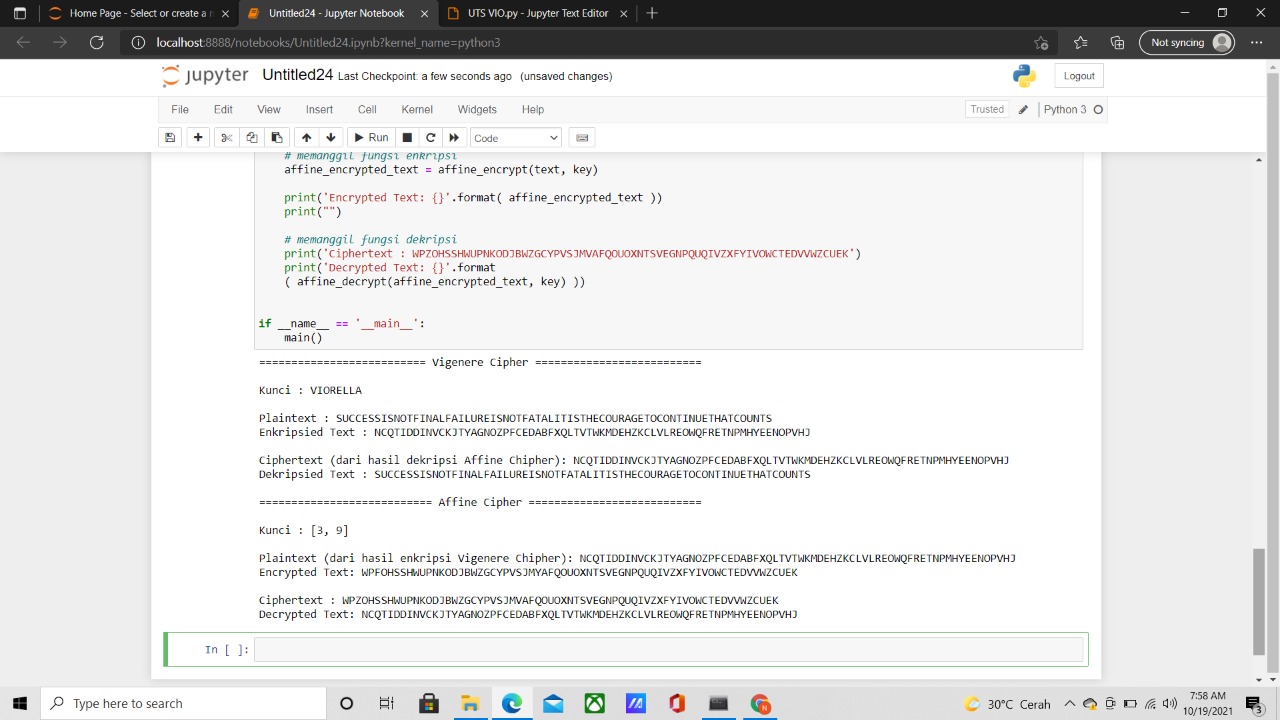 Home Page - Select or create a n
Untitled24 - Jupyter Notebook
UTS VIO.py - Jupyter Text Editor
localhost:8888/notebooks/Untitled24.ipynb?kernel_name=python3
Not syncing
jupyter Untitled24 Last Checkpoint: a few seconds ago (unsaved changes)
Logout
File Edit View Insert Cell Kernel Widgets Help
Trusted Python 3
Run Code
# memanggil fungsi enkripsi
affine_encrypted_text = affine_encrypt(text, key)
print('Encrypted Text: {}'.format( affine_encrypted_text ))
print("")
# memanggil fungsi dekripsi
print('Ciphertext : WPZOHSSHWUPNKODJBWZGCYPVSJMVAFQOUOXNTSVEGNPQUQIVZXFYIVOWCTEDVVWZCUEK')
print('Decrypted Text: {}'.format
( affine_decrypt(affine_encrypted_text, key) ))
if __name__ == '__main__':
main()
========================== Vigenere Cipher ==========================
Kunci : VIORELLA
Plaintext : SUCCESSISNOTFINALFAILUREISNOTFATALITISTHECOURAGETOCONTINUETHATCOUNTS
Enkripsied Text : NCQTIDDINVCKJTYAGNOZPFCEDABFXQLTVTWKMDEHZKCLVLREOWQFRETNPMHYEENOPVHJ
Ciphertext (dari hasil dekripsi Affine Chipher): NCQTIDDINVCKJTYAGNOZPFCEDABFXQLTVTWKMDEHZKCLVLREOWQFRETNPMHYEENOPVHJ
Dekripsied Text : SUCCESSISNOTFINALFAILUREISNOTFATALITISTHECOURAGETOCONTINUETHATCOUNTS
=========================== Affine Cipher ===========================
Kunci : [3, 9]
Plaintext (dari hasil enkripsi Vigenere Chipher): NCQTIDDINVCKJTYAGNOZPFCEDABFXQLTVTWKMDEHZKCLVLREOWQFRETNPMHYEENOPVHJ
Encrypted Text: WPFOHSSHWUPNKODJBWZGCYPVSJMYAFQOUOXNTSVEGNPQUQIVZXFYIVOWCTEDVVWZCUEK
Ciphertext : WPZOHSSHWUPNKODJBWZGCYPVSJMVAFQOUOXNTSVEGNPQUQIVZXFYIVOWCTEDVVWZCUEK
Decrypted Text: NCQTIDDINVCKJTYAGNOZPFCEDABFXQLTVTWKMDEHZKCLVLREOWQFRETNPMHYEENOPVHJ
In [ ]:
Type here to search
30°C Cerah
7:58 AM
10/19/2021
3